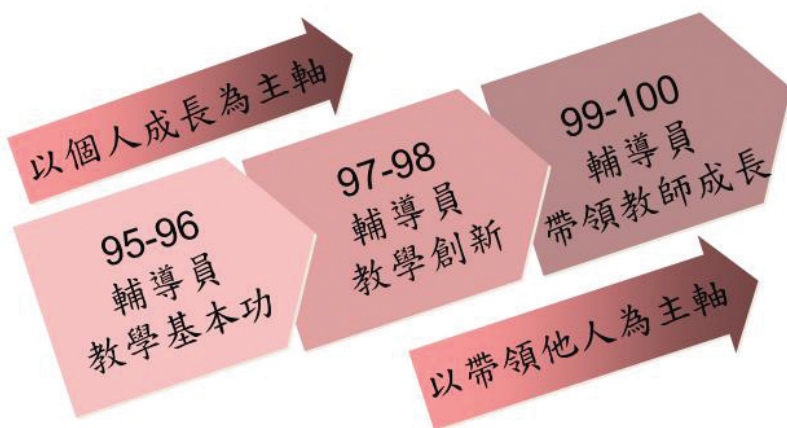 以個人成長為主軸
95-96
輔導員
教學基本功
97-98
輔導員
教學創新
99-100
輔導員
帶領教師成長
以帶領他人為主軸